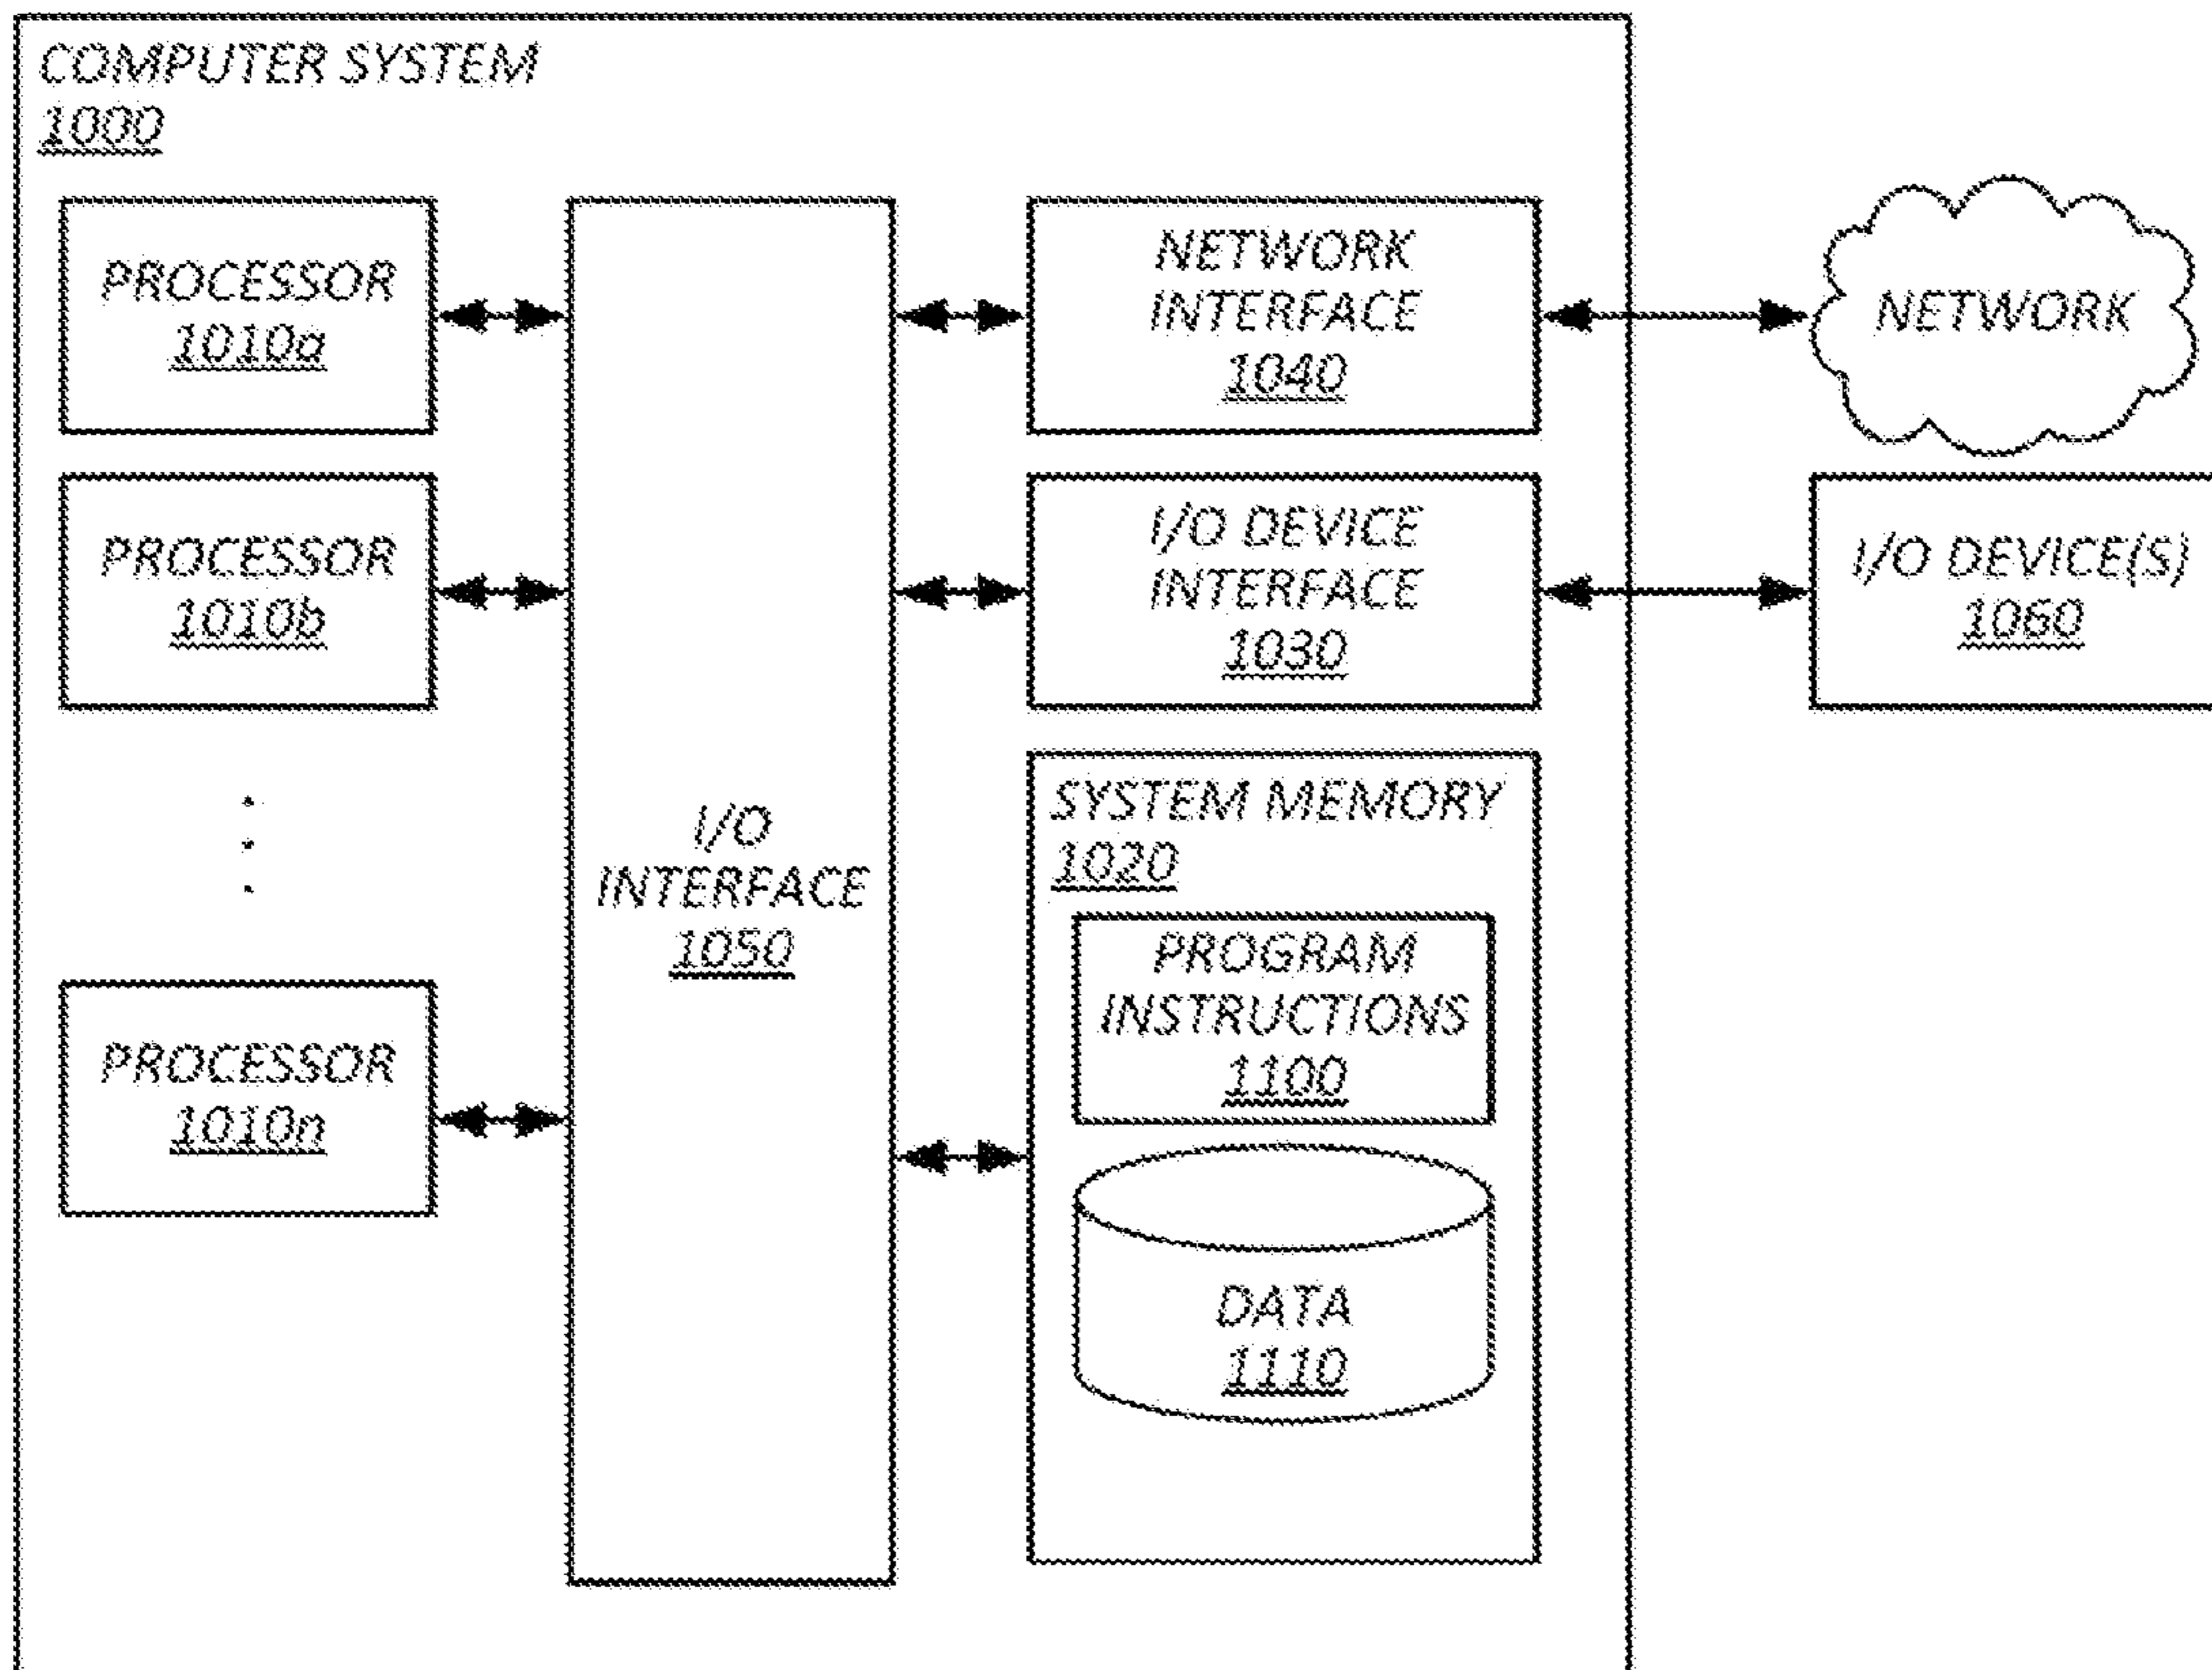 COMPUTER SYSTEM
1000
PROCESSOR
1010a
PROCESSOR
1010b
PROCESSOR
1010n
I/O
INTERFACE
1050
NETWORK
INTERFACE
1040
I/O DEVICE
INTERFACE
1030
SYSTEM MEMORY
1020
PROGRAM
INSTRUCTIONS
1100
DATA
1110
NETWORK
I/O DEVICE(S)
1060